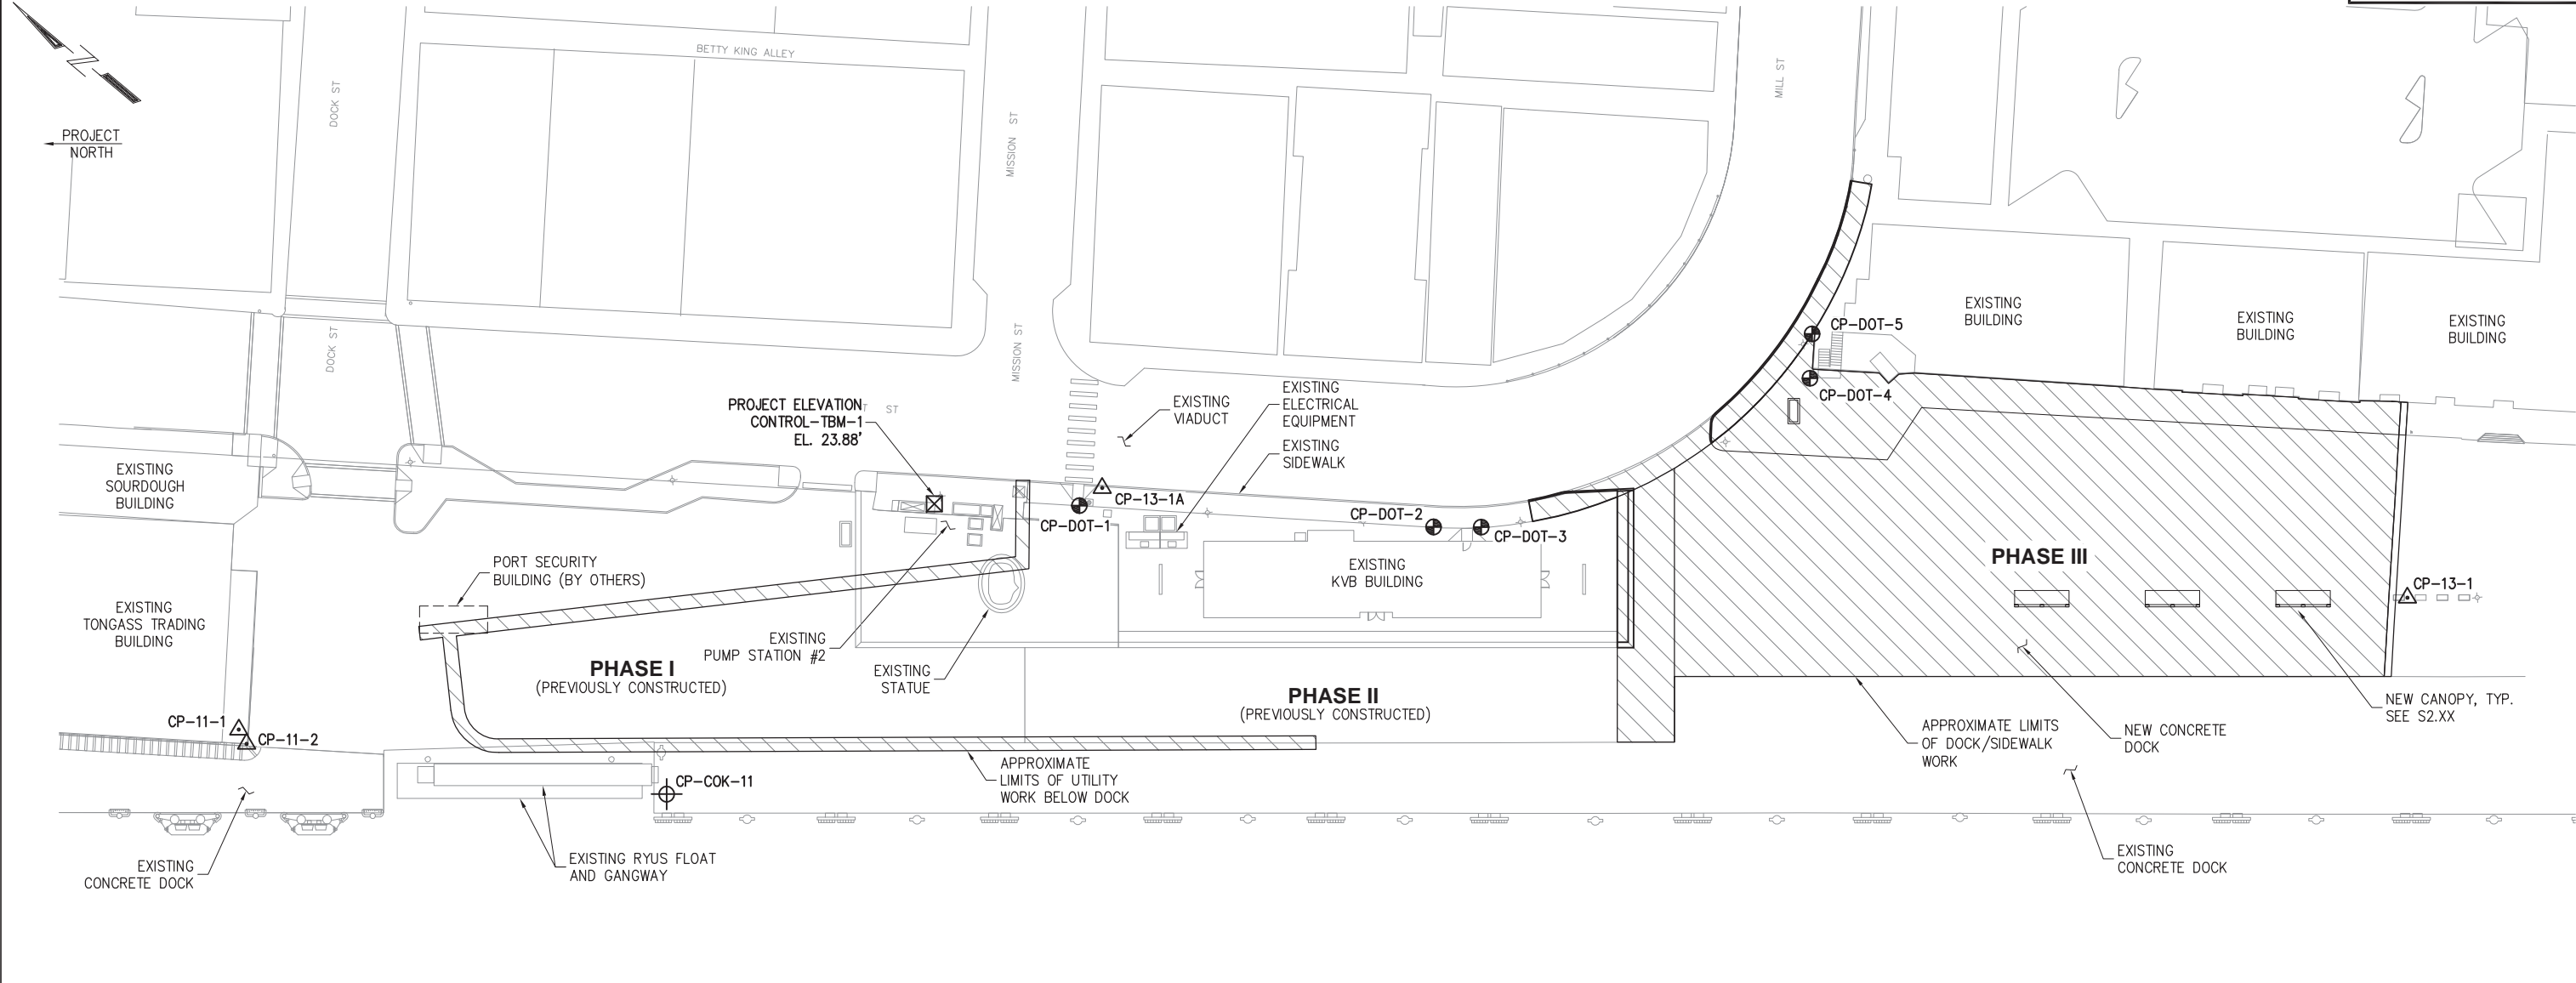 BETTY KING ALLEY
DOCK ST
MISSION ST
MILL ST
PROJECT
NORTH
DOCK ST
MISSION ST
PROJECT ELEVATION
CONTROL-TBM-1
EL. 23.88'
ST
EXISTING
VIADUCT
EXISTING
ELECTRICAL
EQUIPMENT
EXISTING
SIDEWALK
CP-DOT-5
CP-DOT-4
EXISTING
BUILDING
EXISTING
BUILDING
EXISTING
BUILDING
EXISTING
SOURDOUGH
BUILDING
CP-13-1A
CP-DOT-1
CP-DOT-2
CP-DOT-3
PORT SECURITY
BUILDING (BY OTHERS)
EXISTING
KVB BUILDING
PHASE III
CP-13-1
EXISTING
TONGASS TRADING
BUILDING
EXISTING
PUMP STATION #2
PHASE I
(PREVIOUSLY CONSTRUCTED)
EXISTING
STATUE
PHASE II
(PREVIOUSLY CONSTRUCTED)
NEW CANOPY, TYP.
SEE S2.XX
CP-11-1
CP-11-2
APPROXIMATE LIMITS
OF DOCK/SIDEWALK
WORK
NEW CONCRETE
DOCK
CP-COK-11
APPROXIMATE
LIMITS OF UTILITY
WORK BELOW DOCK
EXISTING
CONCRETE DOCK
EXISTING RYUS FLOAT
AND GANGWAY
EXISTING
CONCRETE DOCK